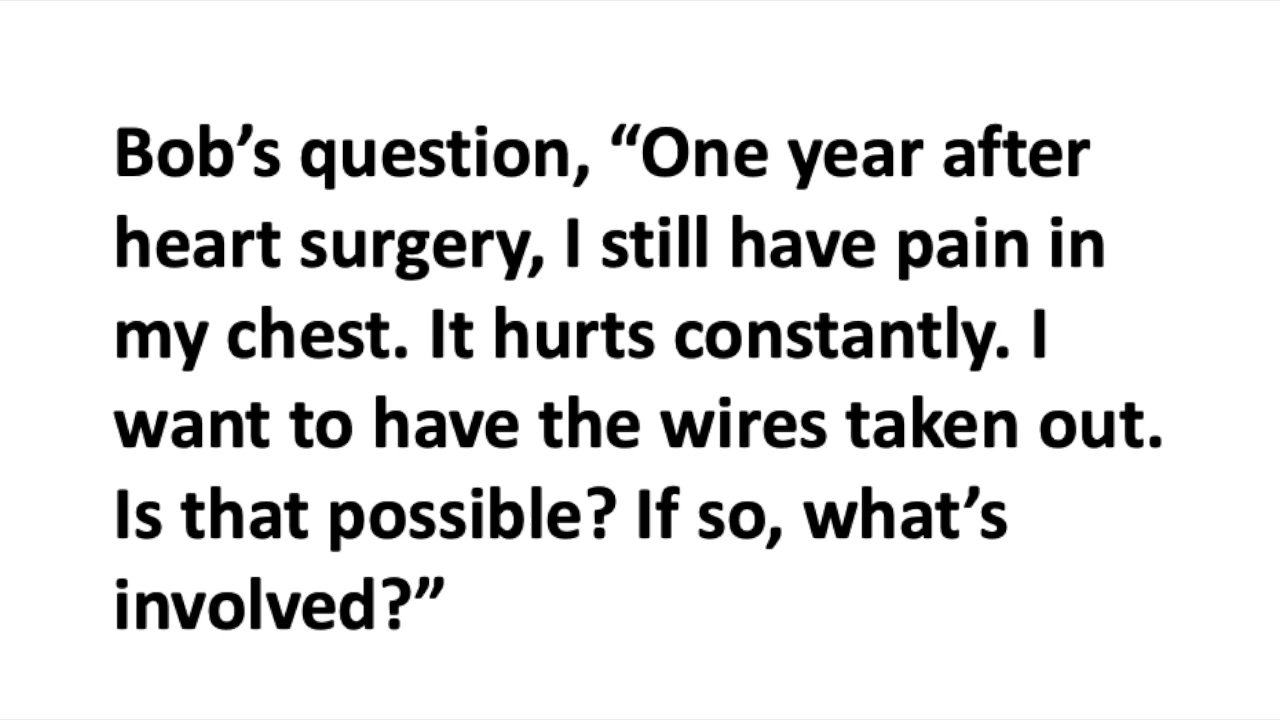 Bob’s question, “One year after
heart surgery, I still have pain in
my chest. It hurts constantly. I
want to have the wires taken out.
Is that possible? If so, what’s
involved?”